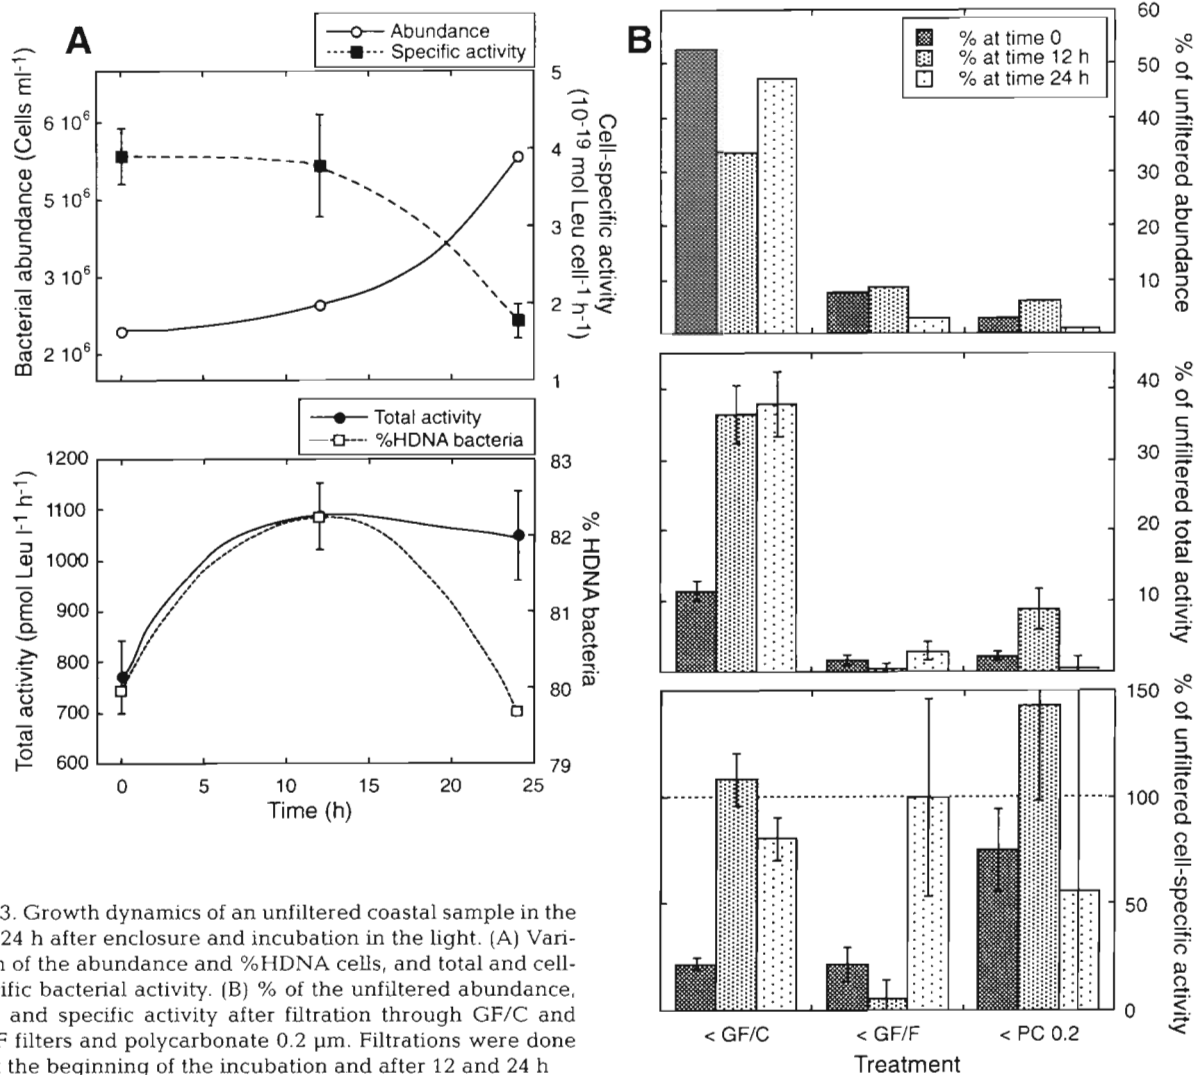 A
Abundance
Specific activity
Bacterial abundance (Cells ml-1)
6 10⁶
5 10⁶
3 10⁶
2 10⁶
5
4
3
2
1
Cell-specific activity
(10-19 mol Leu cell-1 h-1)
Total activity
%HDNA bacteria
Total activity (pmol Leu l-1 h-1)
1200
1100
1000
900
800
700
600
83
82
81
80
79
% HDNA bacteria
0 5 10 15 20 25
Time (h)
3. Growth dynamics of an unfiltered coastal sample in the
24 h after enclosure and incubation in the light. (A) Vari-
of the abundance and %HDNA cells, and total and cell-
bacterial activity. (B) % of the unfiltered abundance,
and specific activity after filtration through GF/C and
filters and polycarbonate 0.2 µm. Filtrations were done
the beginning of the incubation and after 12 and 24 h
B
% at time 0
% at time 12 h
% at time 24 h
60
50
40
30
20
10
% of unfiltered abundance
40
30
20
10
% of unfiltered total activity
150
100
50
0
% of unfiltered cell-specific activity
< GF/C < GF/F < PC 0.2
Treatment